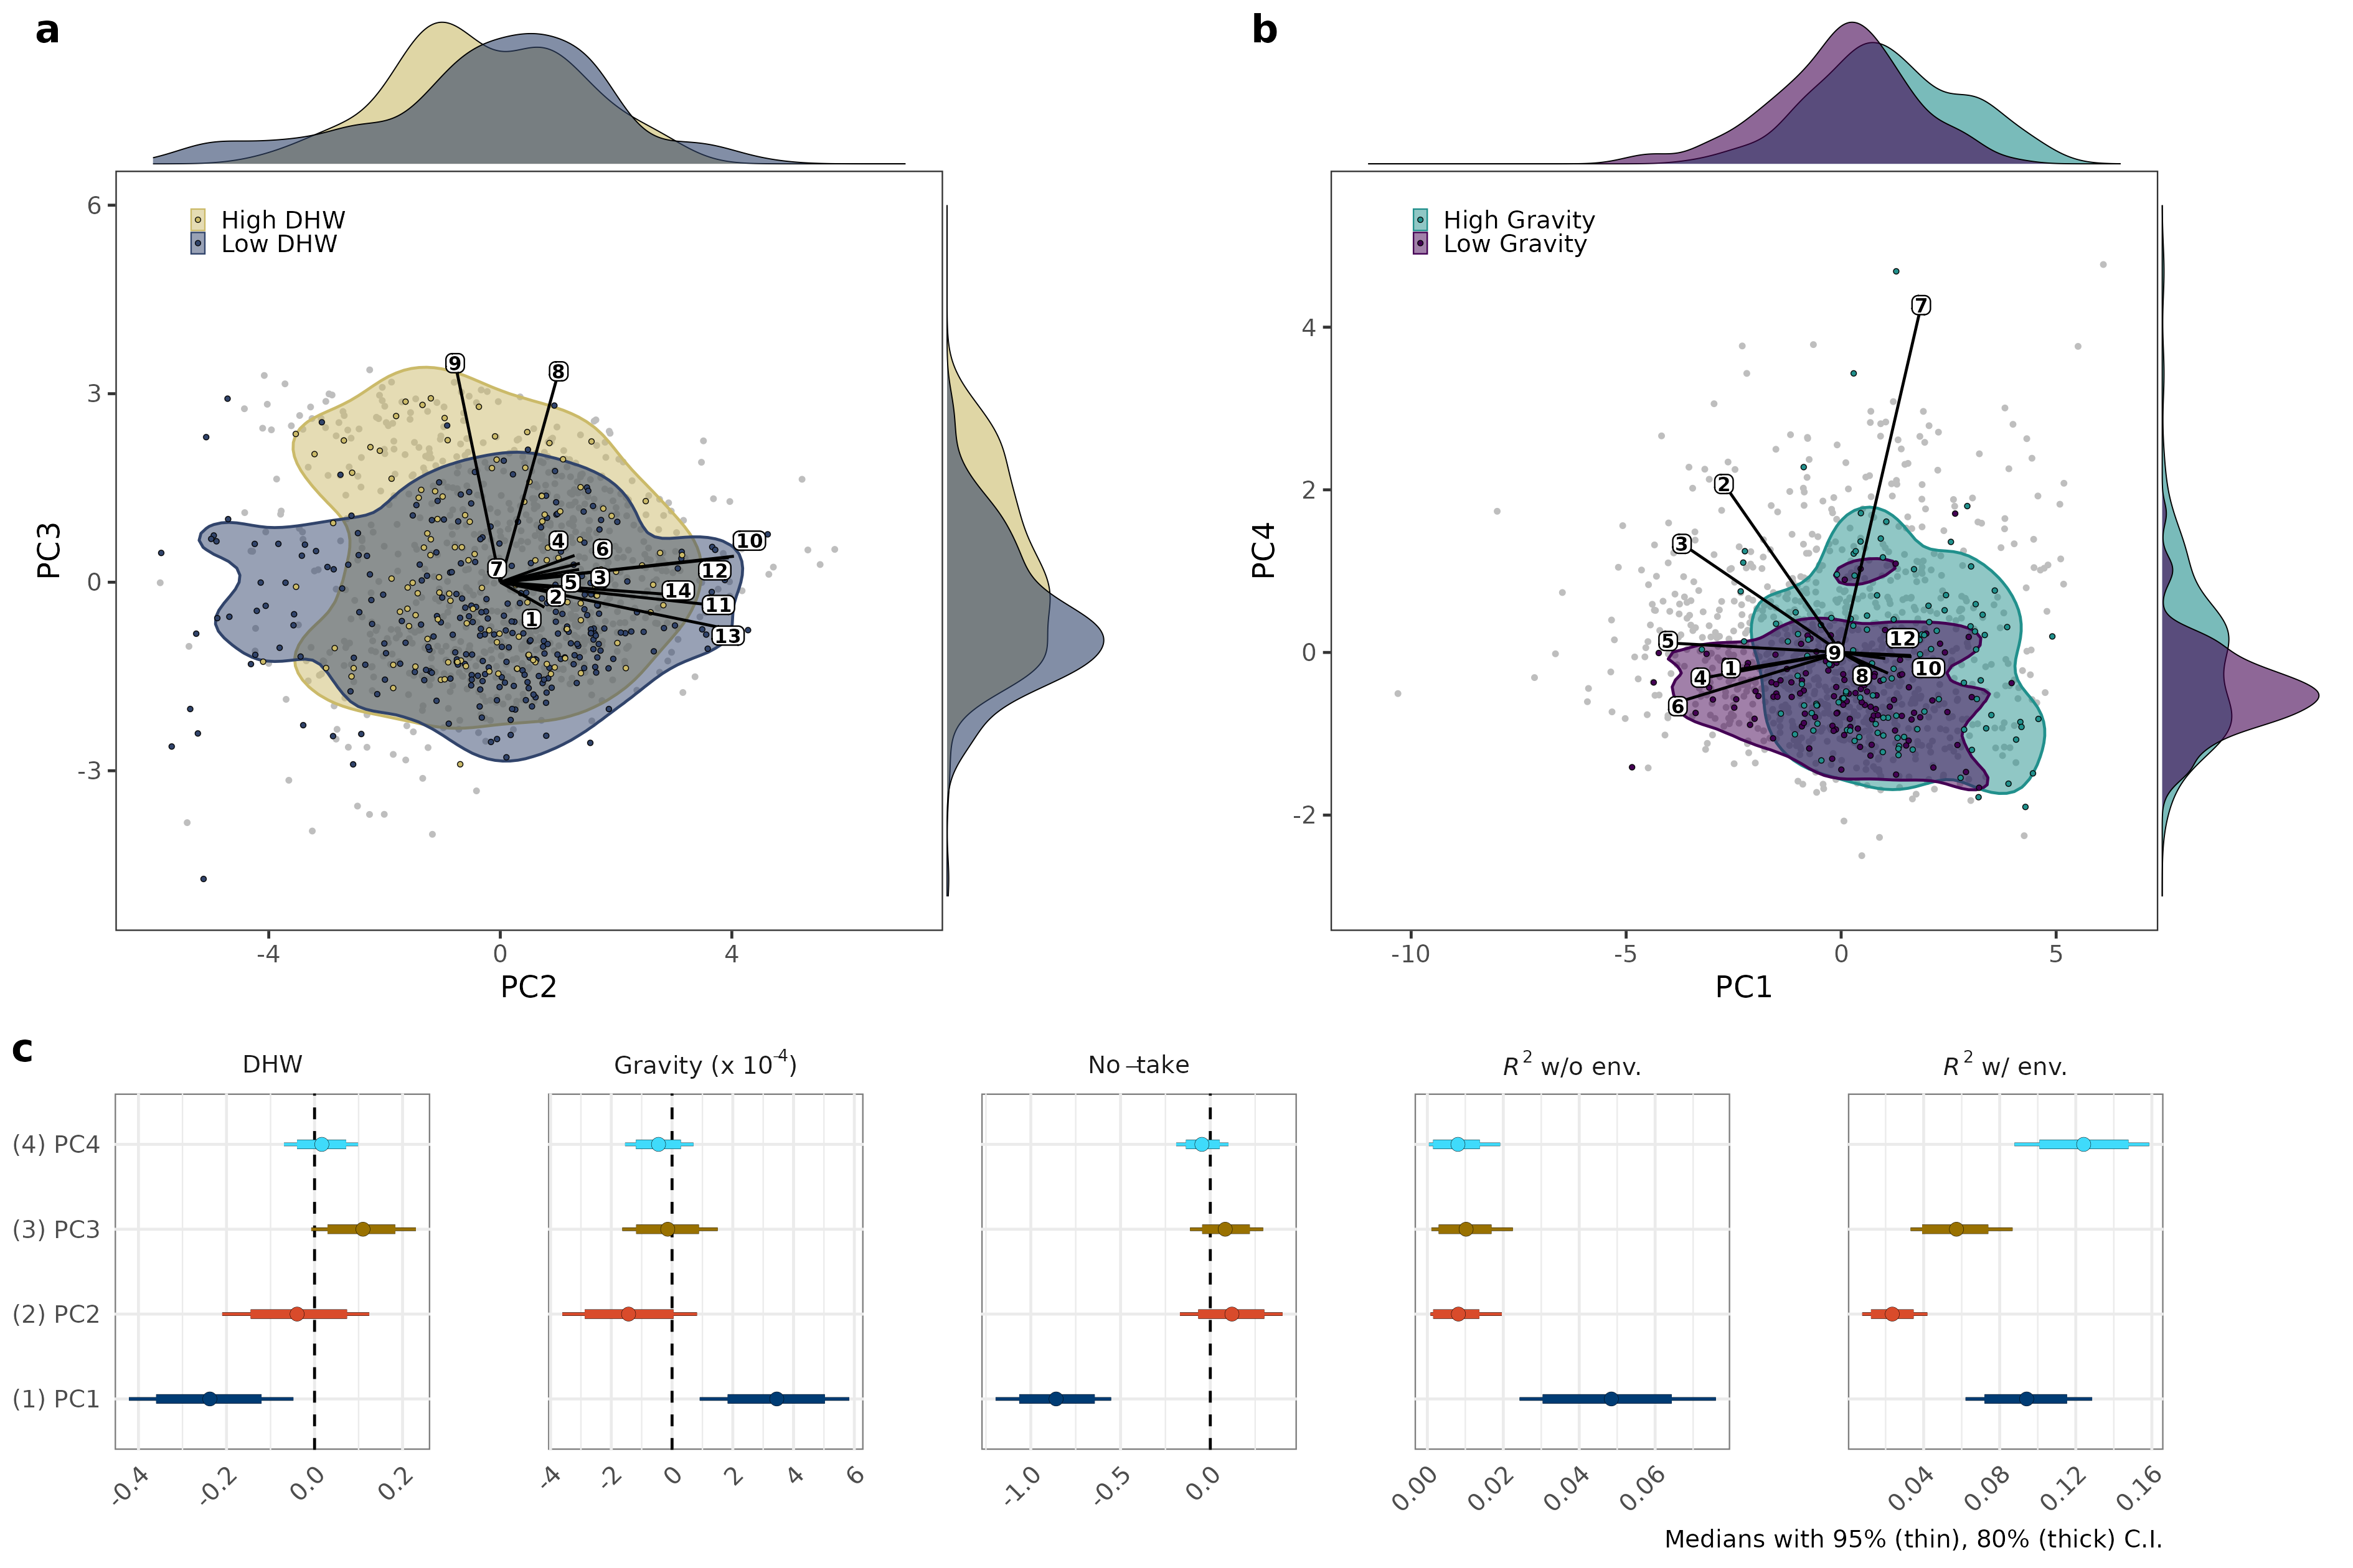 a
High DHW
Low DHW
PC3
6
3
0
-3
9
8
4
6
10
7
5
3
12
2
14
11
1
13
-4
0
4
PC2
b
High Gravity
Low Gravity
PC4
4
2
0
-2
7
2
3
5
9
12
4
1
8
10
6
-10
-5
0
5
PC1
c
DHW
Gravity (x 10-4)
No–take
R2 w/o env.
R2 w/ env.
(4) PC4
(3) PC3
(2) PC2
(1) PC1
-0.4
-0.2
0.0
0.2
-4
-2
0
2
4
6
-1.0
-0.5
0.0
0.00
0.02
0.04
0.06
0.04
0.08
0.12
0.16
Medians with 95% (thin), 80% (thick) C.I.